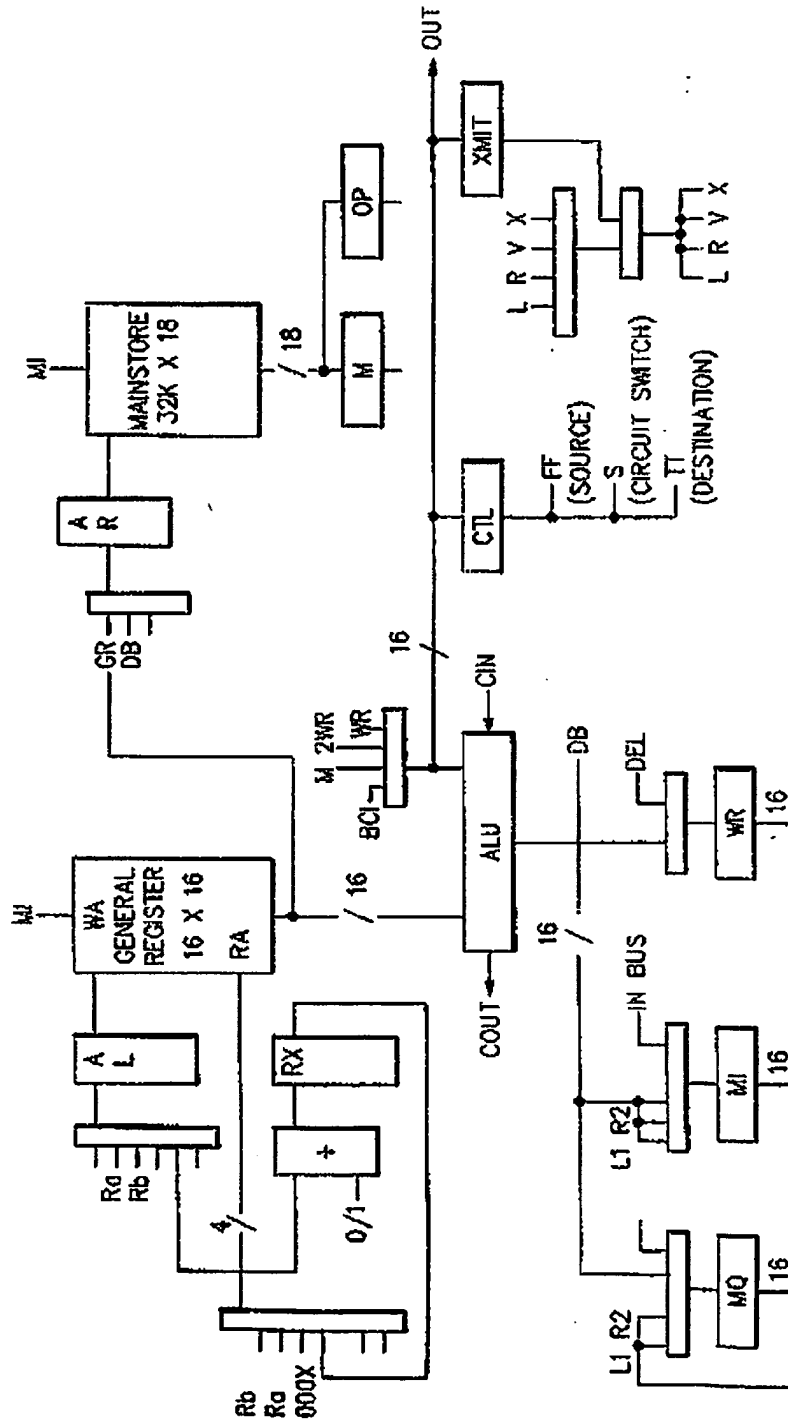 MI
MAINSTORE
32K X 18
A
R
GR
DB
18
M
OP
MI
WA
GENERAL
REGISTER
16 X 16
RA
A
L
Ra
Rb
4
RX
+
0/1
Rb
Ra
000X
16
M
2WR
WR
BCI
16
CIN
ALU
COUT
OUT
XMIT
L R V X
L R V X
CTL
FF
(SOURCE)
S
(CIRCUIT SWITCH)
TT
(DESTINATION)
DB
16
DEL
WR
16
IN BUS
L1 R2
MI
16
L1 R2
MQ
16